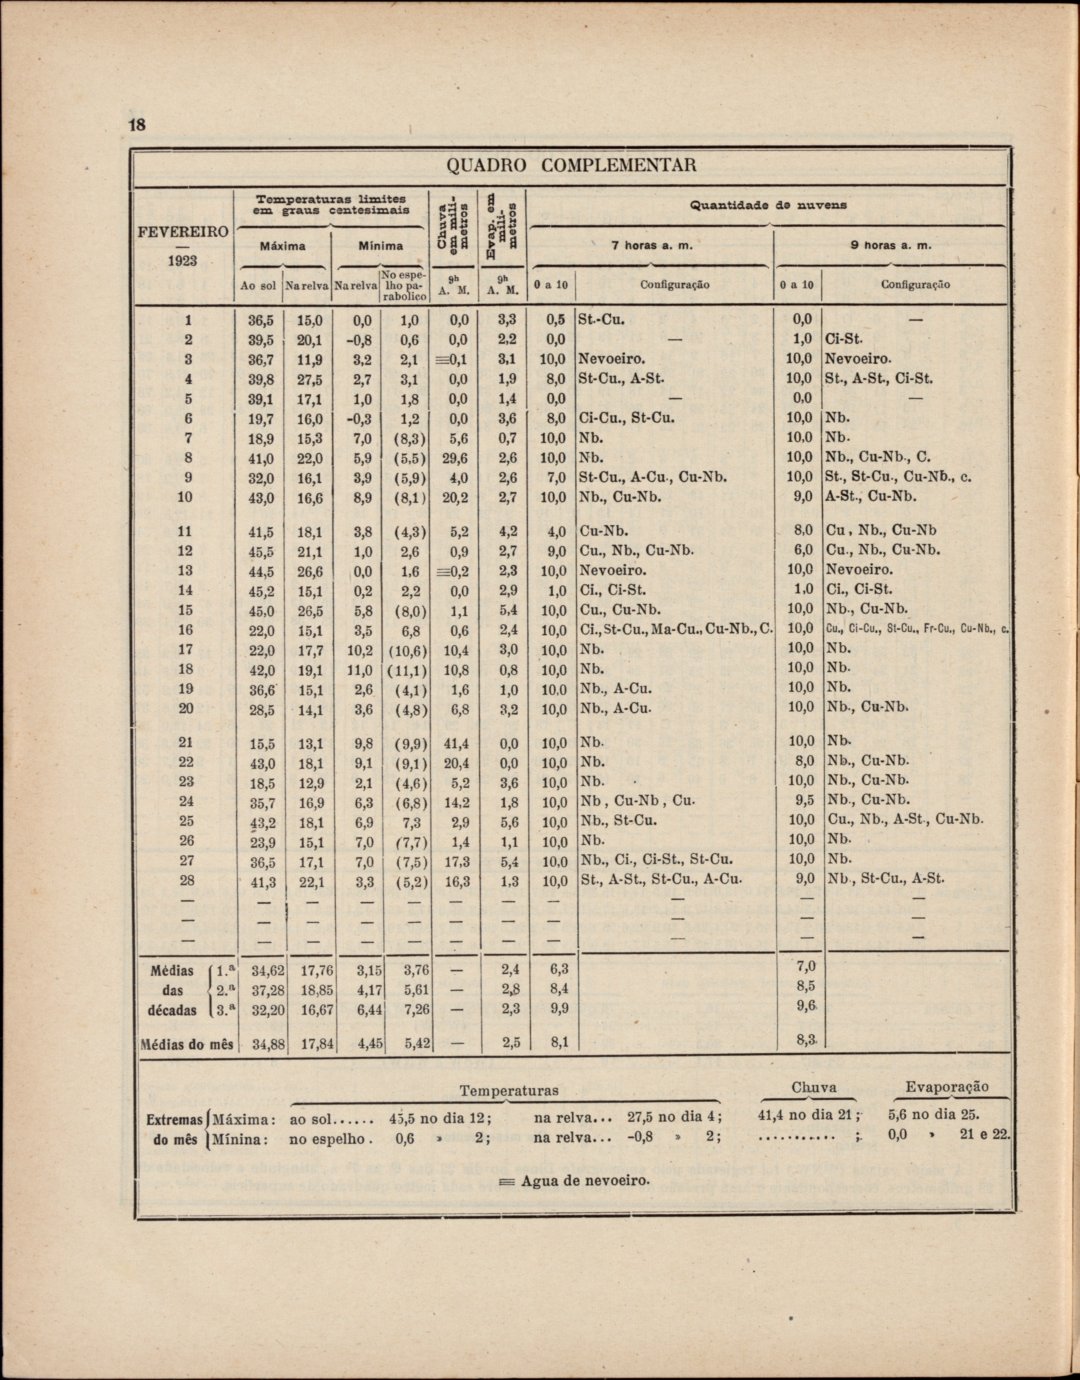 18
QUADRO COMPLEMENTAR
FEVEREIRO
—
1923
Temperaturas limites
em graus centesimais
Máxima Mínima
Ao sol Na relva Na relva No espelho parabolico
Chuva em milimetros
9h A. M.
Evap. em milimetros
9h A. M.
Quantidade de nuvens
7 horas a. m. 9 horas a. m.
0 a 10 Configuração 0 a 10 Configuração
1 36,5 15,0 0,0 1,0 0,0 3,3 0,5 St.-Cu. 0,0 —
2 39,5 20,1 -0,8 0,6 0,0 2,2 0,0 — 1,0 Ci-St.
3 36,7 11,9 3,2 2,1 ≡0,1 3,1 10,0 Nevoeiro. 10,0 Nevoeiro.
4 39,8 27,5 2,7 3,1 0,0 1,9 8,0 St-Cu., A-St. 10,0 St., A-St., Ci-St.
5 39,1 17,1 1,0 1,8 0,0 1,4 0,0 — 0,0 —
6 19,7 16,0 -0,3 1,2 0,0 3,6 8,0 Ci-Cu., St-Cu. 10,0 Nb.
7 18,9 15,3 7,0 (8,3) 5,6 0,7 10,0 Nb. 10,0 Nb.
8 41,0 22,0 5,9 (5,5) 29,6 2,6 10,0 Nb. 10,0 Nb., Cu-Nb., C.
9 32,0 16,1 3,9 (5,9) 4,0 2,6 7,0 St-Cu., A-Cu., Cu-Nb. 10,0 St., St-Cu., Cu-Nb., c.
10 43,0 16,6 8,9 (8,1) 20,2 2,7 10,0 Nb., Cu-Nb. 9,0 A-St., Cu-Nb.
11 41,5 18,1 3,8 (4,3) 5,2 4,2 4,0 Cu-Nb. 8,0 Cu, Nb., Cu-Nb
12 45,5 21,1 1,0 2,6 0,9 2,7 9,0 Cu., Nb., Cu-Nb. 6,0 Cu., Nb., Cu-Nb.
13 44,5 26,6 0,0 1,6 ≡0,2 2,3 10,0 Nevoeiro. 10,0 Nevoeiro.
14 45,2 15,1 0,2 2,2 0,0 2,9 1,0 Ci., Ci-St. 1,0 Ci., Ci-St.
15 45,0 26,5 5,8 (8,0) 1,1 5,4 10,0 Cu., Cu-Nb. 10,0 Nb., Cu-Nb.
16 22,0 15,1 3,5 6,8 0,6 2,4 10,0 Ci., St-Cu., Ma-Cu., Cu-Nb., C. 10,0 Cu., Ci-Cu., St-Cu., Fr-Cu., Cu-Nb., c.
17 22,0 17,7 10,2 (10,6) 10,4 3,0 10,0 Nb. 10,0 Nb.
18 42,0 19,1 11,0 (11,1) 10,8 0,8 10,0 Nb. 10,0 Nb.
19 36,6 15,1 2,6 (4,1) 1,6 1,0 10,0 Nb., A-Cu. 10,0 Nb.
20 28,5 14,1 3,6 (4,8) 6,8 3,2 10,0 Nb., A-Cu. 10,0 Nb., Cu-Nb.
21 15,5 13,1 9,8 (9,9) 41,4 0,0 10,0 Nb. 10,0 Nb.
22 43,0 18,1 9,1 (9,1) 20,4 0,0 10,0 Nb. 8,0 Nb., Cu-Nb.
23 18,5 12,9 2,1 (4,6) 5,2 3,6 10,0 Nb. 10,0 Nb., Cu-Nb.
24 35,7 16,9 6,3 (6,8) 14,2 1,8 10,0 Nb, Cu-Nb, Cu. 9,5 Nb., Cu-Nb.
25 43,2 18,1 6,9 7,3 2,9 5,6 10,0 Nb., St-Cu. 10,0 Cu., Nb., A-St., Cu-Nb.
26 23,9 15,1 7,0 (7,7) 1,4 1,1 10,0 Nb. 10,0 Nb.
27 36,5 17,1 7,0 (7,5) 17,3 5,4 10,0 Nb., Ci., Ci-St., St-Cu. 10,0 Nb.
28 41,3 22,1 3,3 (5,2) 16,3 1,3 10,0 St., A-St., St-Cu., A-Cu. 9,0 Nb., St-Cu., A-St.
— — — — — — — — — — —
— — — — — — — — — — —
— — — — — — — — — — —
Médias das décadas
1.ª 34,62 17,76 3,15 3,76 — 2,4 6,3 7,0
2.ª 37,28 18,85 4,17 5,61 — 2,8 8,4 8,5
3.ª 32,20 16,67 6,44 7,26 — 2,3 9,9 9,6
Médias do mês 34,88 17,84 4,45 5,42 — 2,5 8,1 8,3
Temperaturas Chuva Evaporação
Extremas Máxima: ao sol...... 45,5 no dia 12; na relva... 27,5 no dia 4; 41,4 no dia 21; 5,6 no dia 25.
do mês Mínina: no espelho. 0,6 » 2; na relva... -0,8 » 2; ........... ; 0,0 » 21 e 22.
≡ Agua de nevoeiro.